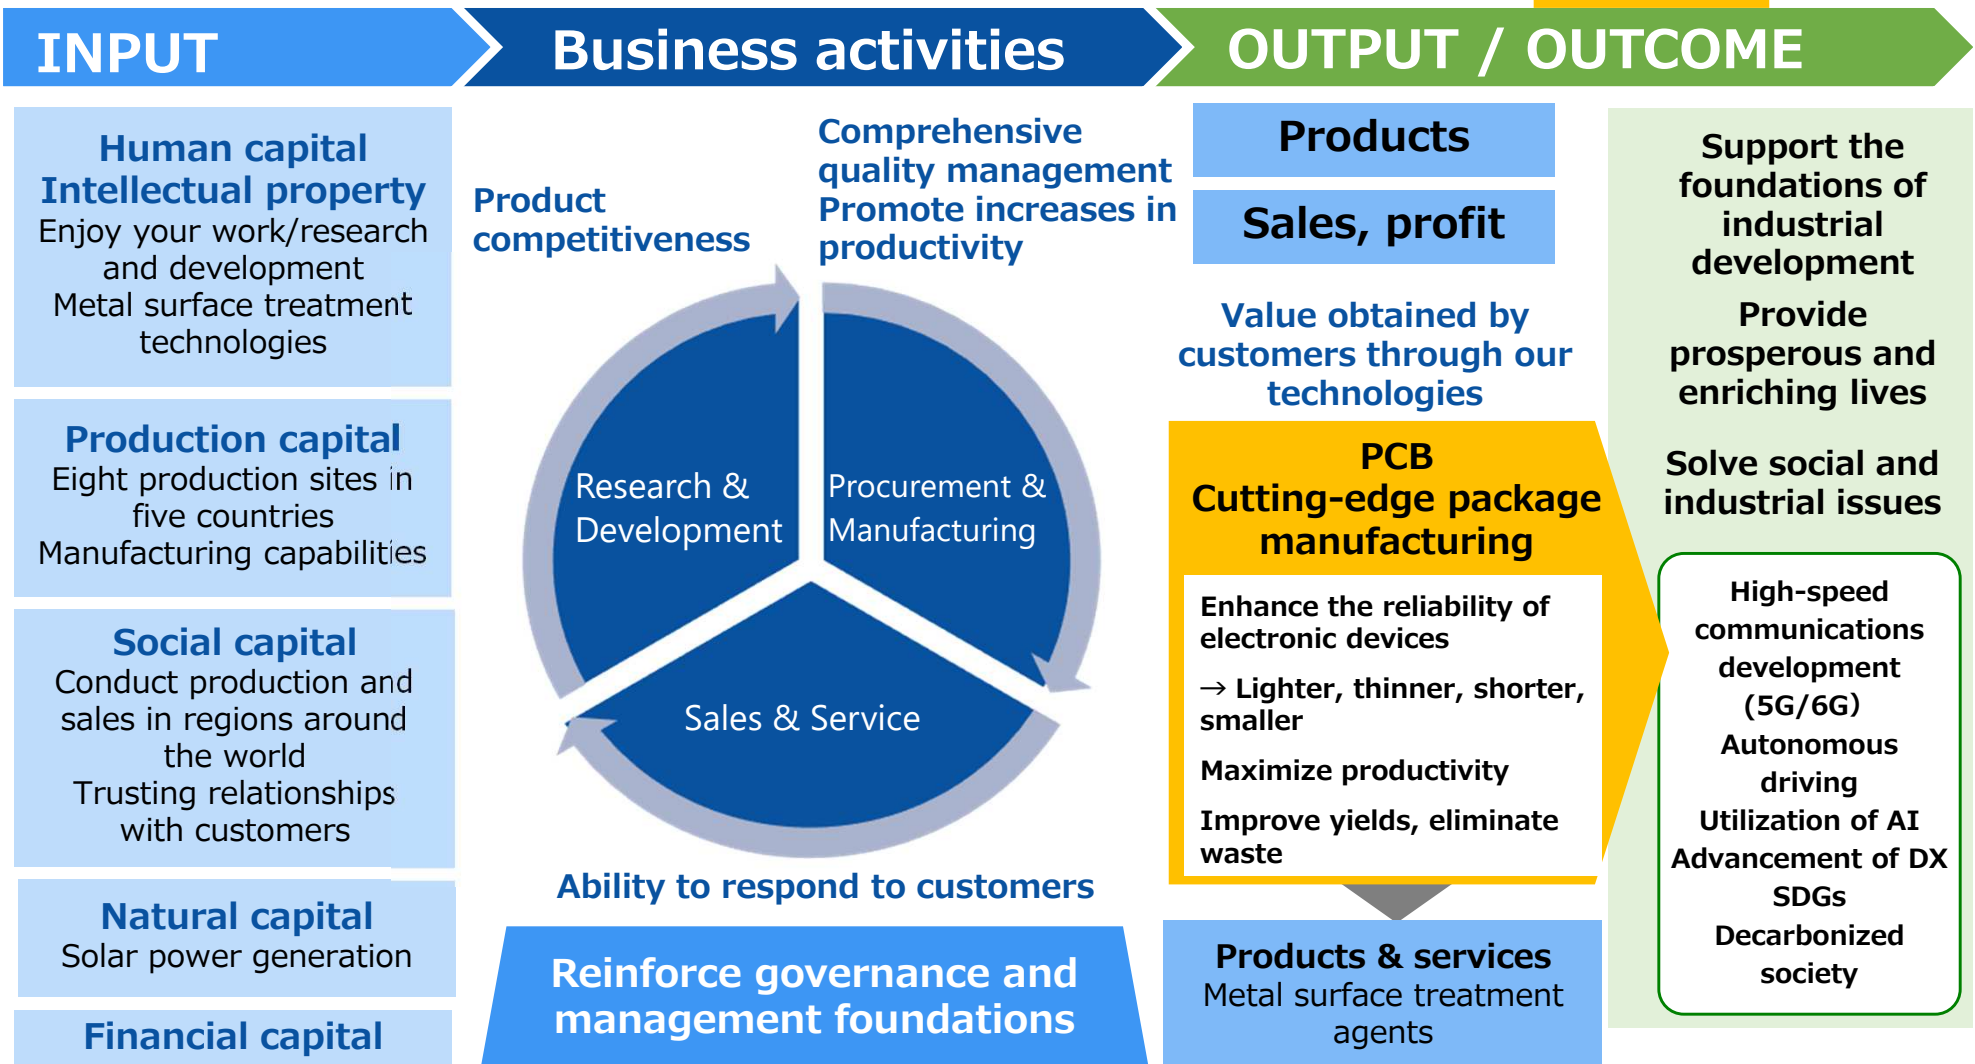 INPUT
Business activities
OUTPUT / OUTCOME
Human capital
Intellectual property
Enjoy your work/research
and development
Metal surface treatment
technologies
Production capital
Eight production sites in
five countries
Manufacturing capabilities
Social capital
Conduct production and
sales in regions around
the world
Trusting relationships
with customers
Natural capital
Solar power generation
Financial capital
Product
competitiveness
Comprehensive
quality management
Promote increases in
productivity
Research &
Development
Procurement &
Manufacturing
Sales & Service
Ability to respond to customers
Reinforce governance and
management foundations
Products
Sales, profit
Value obtained by
customers through our
technologies
PCB
Cutting-edge package
manufacturing
Enhance the reliability of
electronic devices
→ Lighter, thinner, shorter,
smaller
Maximize productivity
Improve yields, eliminate
waste
Products & services
Metal surface treatment
agents
Support the
foundations of
industrial
development
Provide
prosperous and
enriching lives
Solve social and
industrial issues
High-speed
communications
development
(5G/6G）
Autonomous
driving
Utilization of AI
Advancement of DX
SDGs
Decarbonized
society